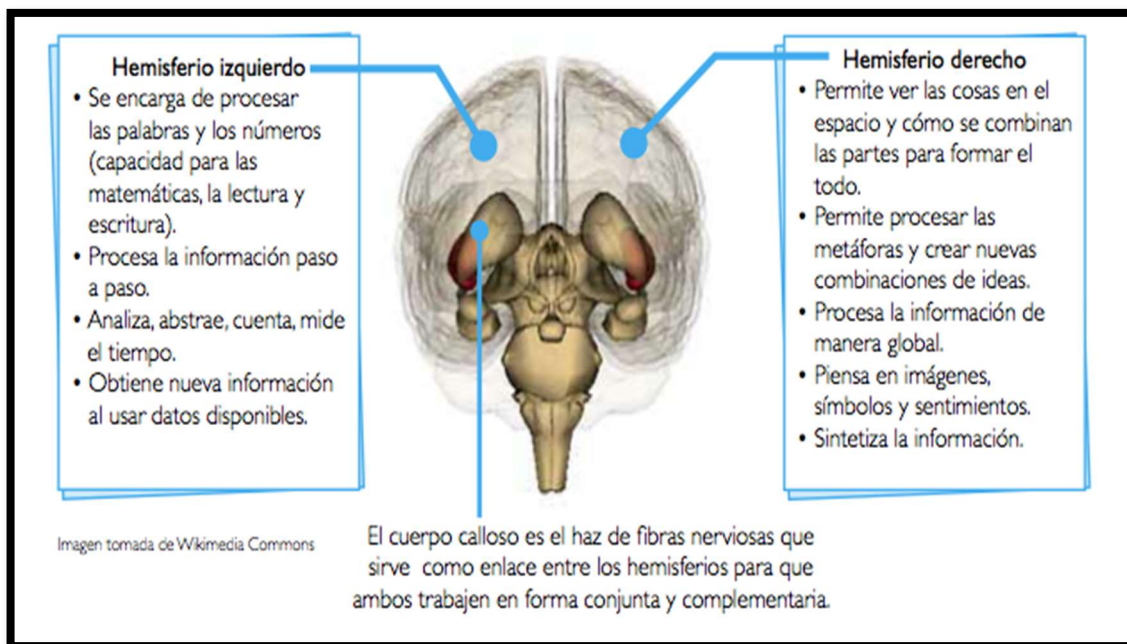 Hemisferio izquierdo
• Se encarga de procesar
las palabras y los números
(capacidad para las
matemáticas, la lectura y
escritura).
• Procesa la información paso
a paso.
• Analiza, abstrae, cuenta, mide
el tiempo.
• Obtiene nueva información
al usar datos disponibles.
Hemisferio derecho
• Permite ver las cosas en el
espacio y cómo se combinan
las partes para formar el
todo.
• Permite procesar las
metáforas y crear nuevas
combinaciones de ideas.
• Procesa la información de
manera global.
• Piensa en imágenes,
símbolos y sentimientos.
• Sintetiza la información.
Imagen tomada de Wikimedia Commons
El cuerpo calloso es el haz de fibras nerviosas que
sirve como enlace entre los hemisferios para que
ambos trabajen en forma conjunta y complementaria.